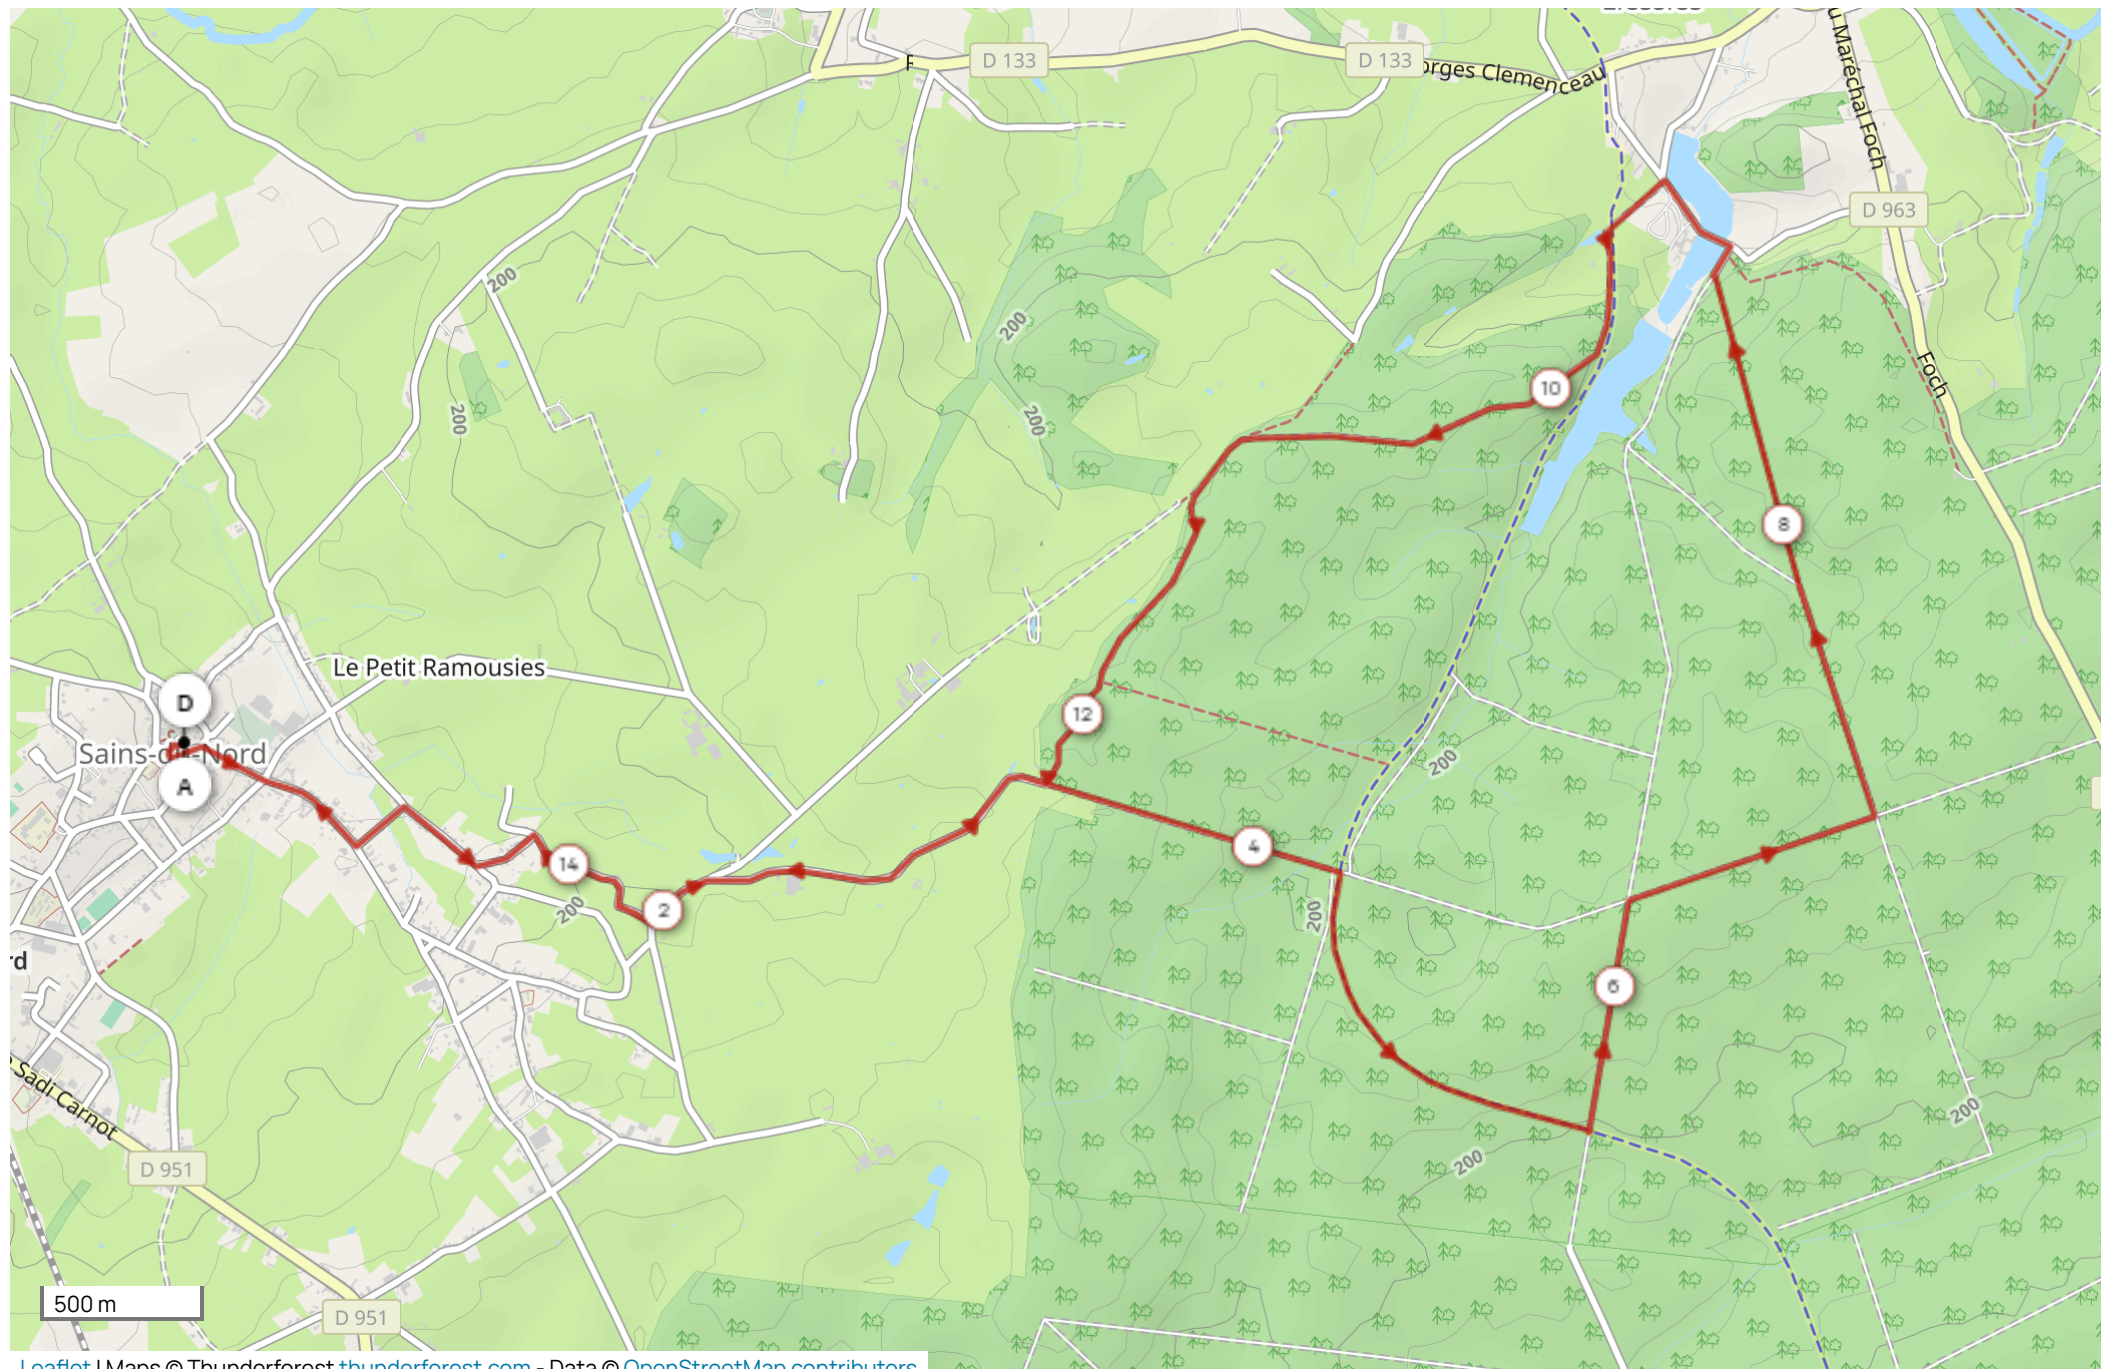 D 133
D 133
orges Clemenceau
u Maréchal Foch
D 963
Foch
200
200
200
200
10
8
Le Petit Ramousies
D
Sains-du-Nord
A
12
200
4
14
2
200
200
6
rd
Sadi Carnot
200
200
D 951
D 951
500 m
Leaflet | Maps © Thunderforest thunderforest.com - Data © OpenStreetMap contributors